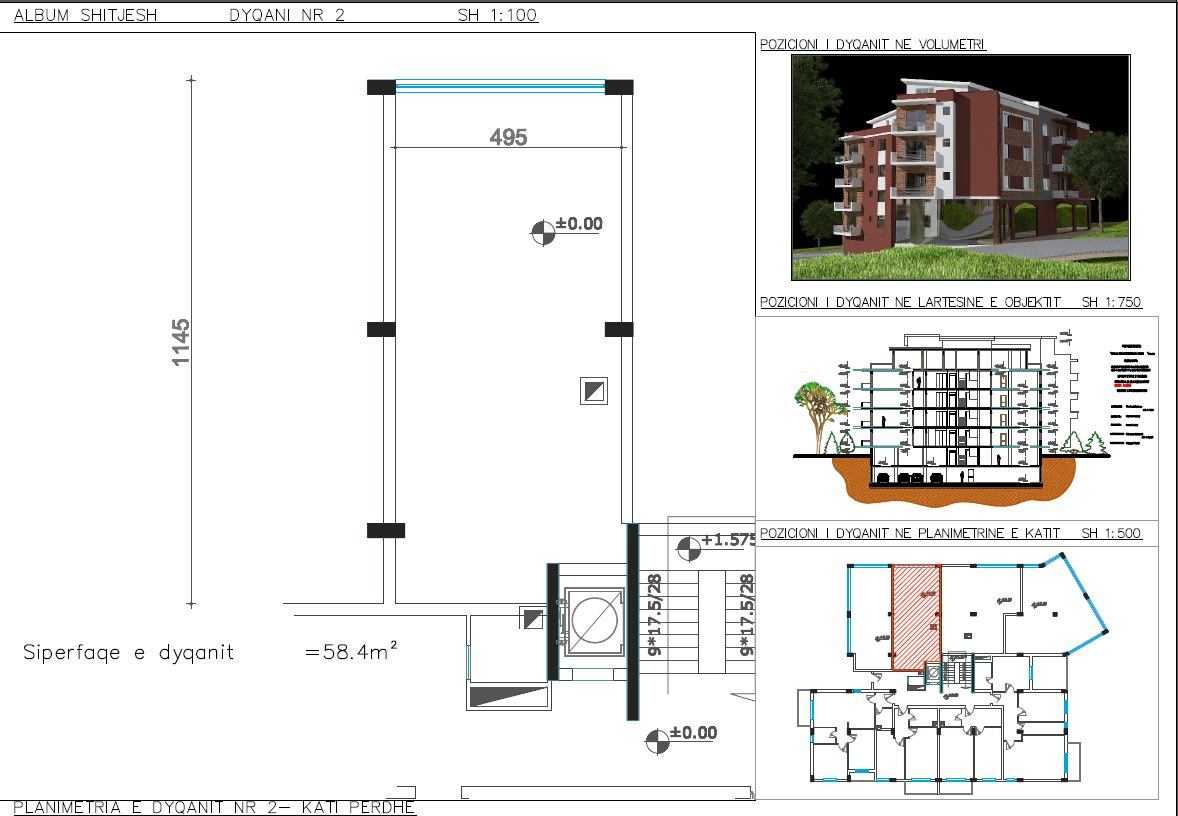 ALBUM SHITJESH DYQANI NR 2 SH 1:100
POZICIONI I DYQANIT NE VOLUMETRI
495
±0.00
1145
POZICIONI I DYQANIT NE LARTESINE E OBJEKTIT SH 1:750
POZICIONI I DYQANIT NE PLANIMETRINE E KATIT SH 1:500
+1.575
9*17.5/28
9*17.5/28
Siperfaqe e dyqanit =58.4m²
±0.00
PLANIMETRIA E DYQANIT NR 2- KATI PERDHE